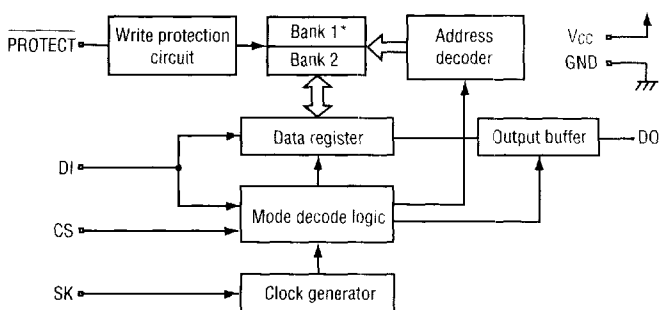 PROTECT
Write protection
circuit
Bank 1*
Bank 2
Address
decoder
Vcc
GND
Data register
Output buffer
DO
DI
Mode decode logic
CS
SK
Clock generator